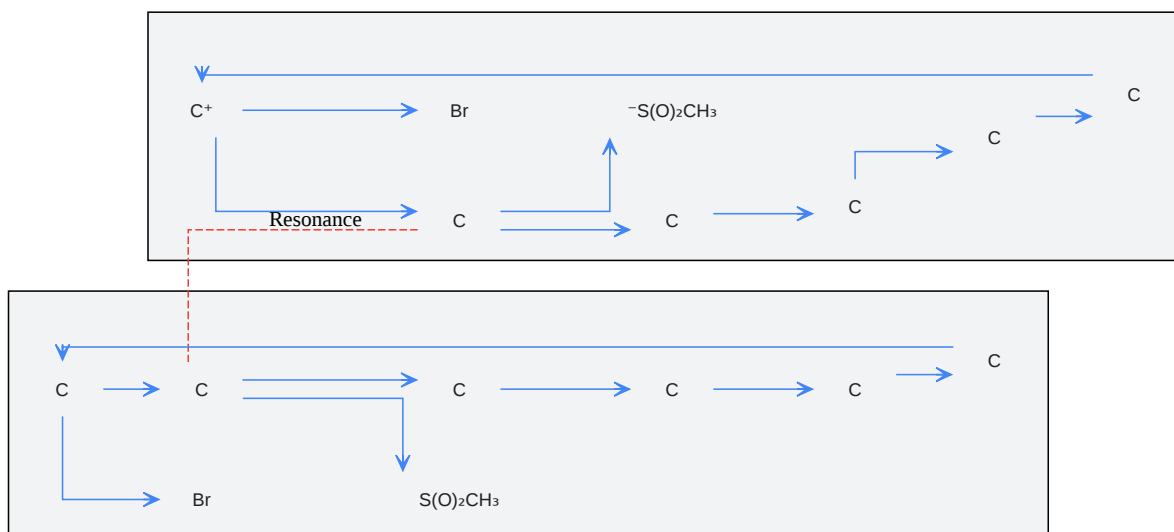 C
C⁺ Br ⁻S(O)₂CH₃
C
C
Resonance C C
C
C C C C C
Br S(O)₂CH₃